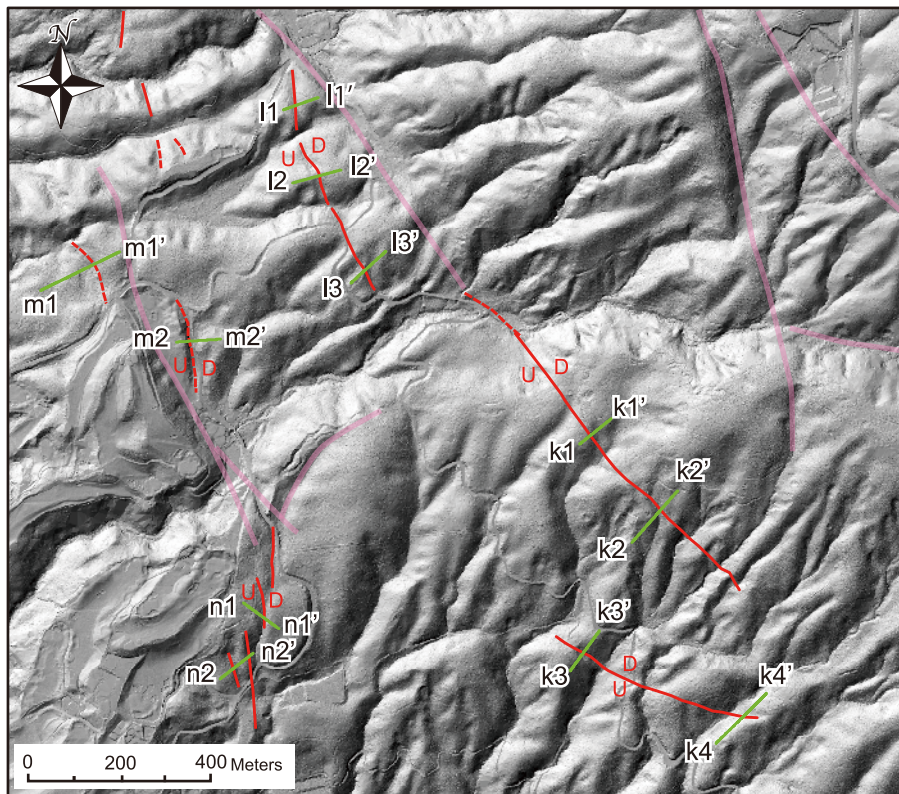 N
l1 l1'
U D
l2 l2'
l3 l3'
m1 m1'
m2 m2'
U D
U D
k1 k1'
k2 k2'
n1 n1'
U D
n2 n2'
k3 k3'
D
U
k4 k4'
0 200 400 Meters